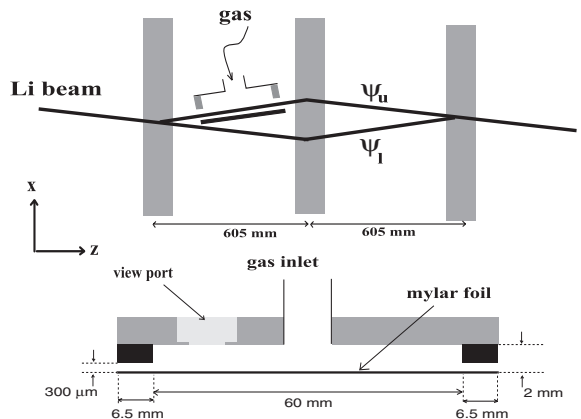 gas
Li beam
Ψu
Ψl
x
z
605 mm
605 mm
gas inlet
view port
mylar foil
300 μm
2 mm
6.5 mm
60 mm
6.5 mm